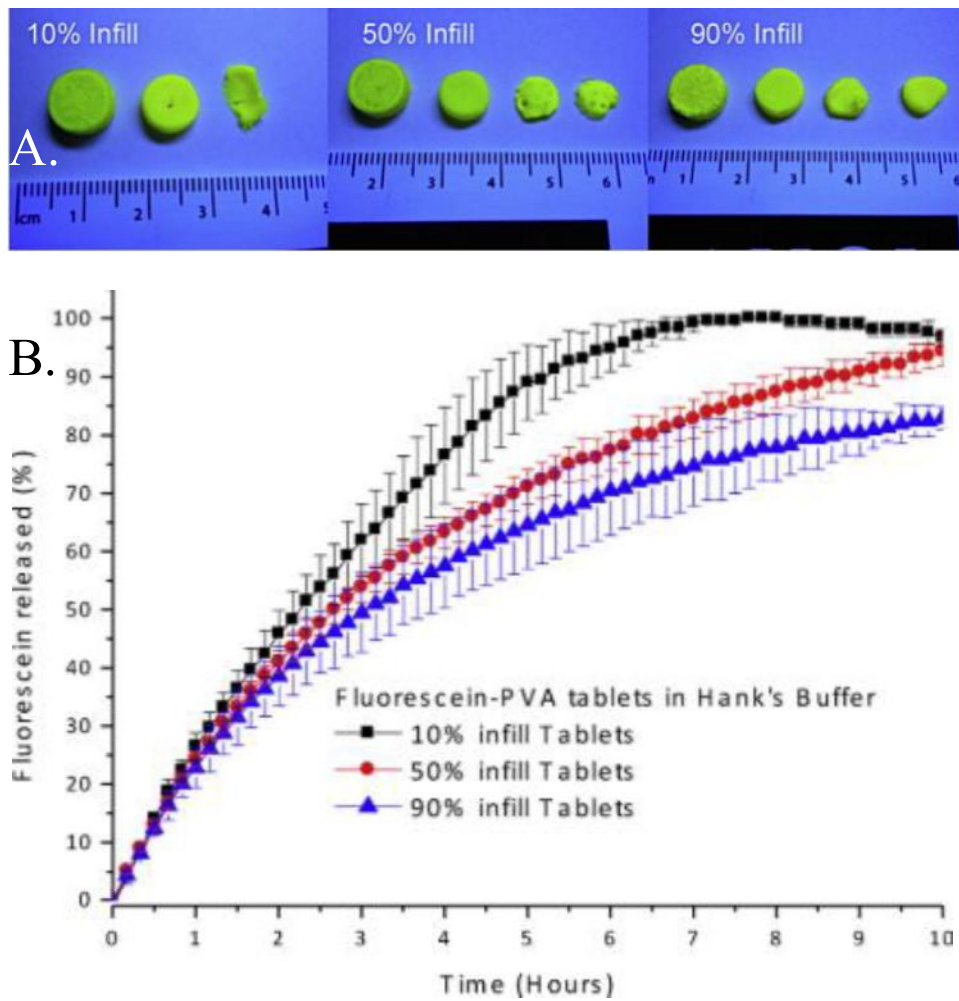 10% Infill
50% Infill
90% Infill
A.
cm 1 2 3 4 5
2 3 4 5 6
1 2 3 4 5 6
B.
100
90
80
70
60
50
40
30
20
10
0
Fluorescein released (%)
Fluorescein-PVA tablets in Hank's Buffer
10% infill Tablets
50% infill Tablets
90% infill Tablets
0 1 2 3 4 5 6 7 8 9 10
Time (Hours)